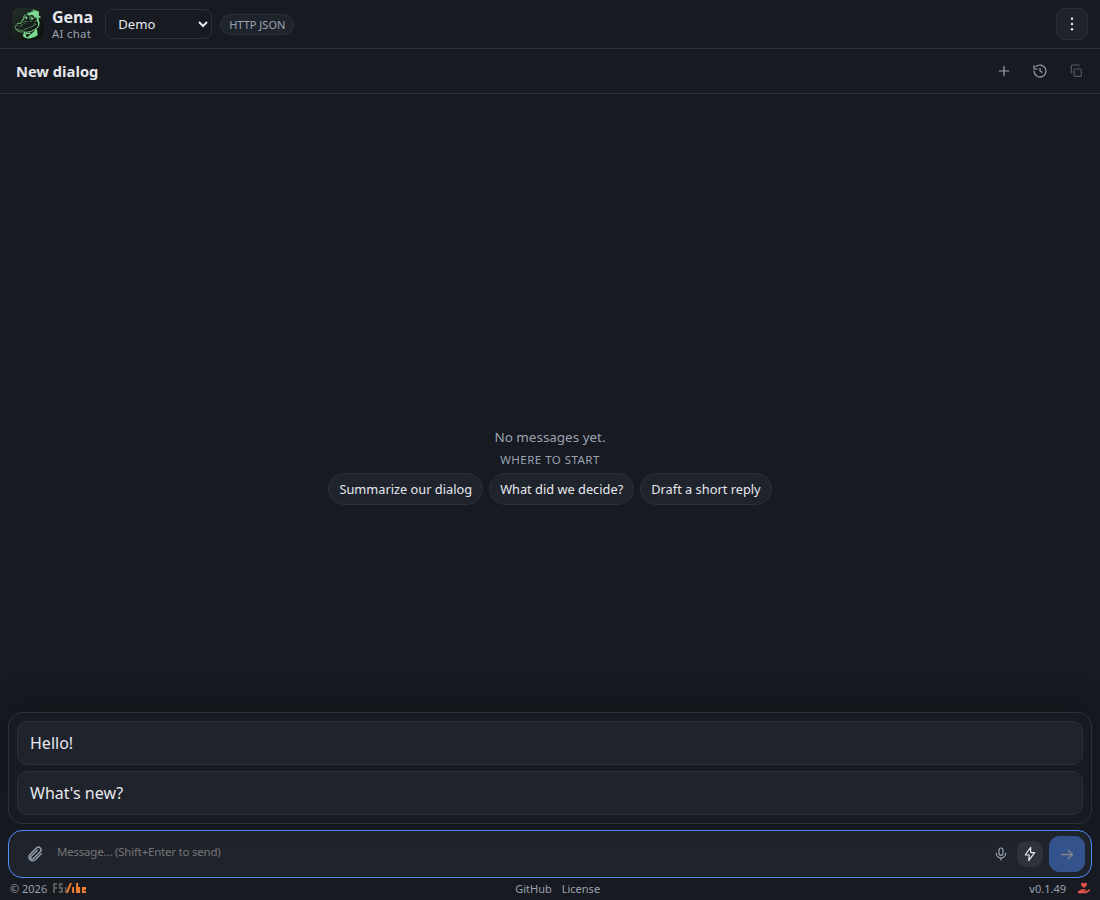 Gena
AI chat
Demo
HTTP JSON
New dialog
No messages yet.
WHERE TO START
Summarize our dialog
What did we decide?
Draft a short reply
Hello!
What's new?
Message... (Shift+Enter to send)
© 2026 FSVibe
GitHub
License
v0.1.49